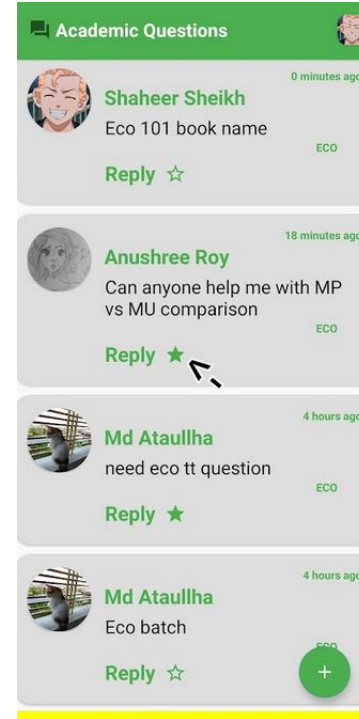 Academic Questions
0 minutes ago
Shaheer Sheikh
Eco 101 book name
ECO
Reply
18 minutes ago
Anushree Roy
Can anyone help me with MP
vs MU comparison
ECO
Reply
4 hours ago
Md Ataullha
need eco tt question
ECO
Reply
4 hours ago
Md Ataullha
Eco batch
ECO
Reply